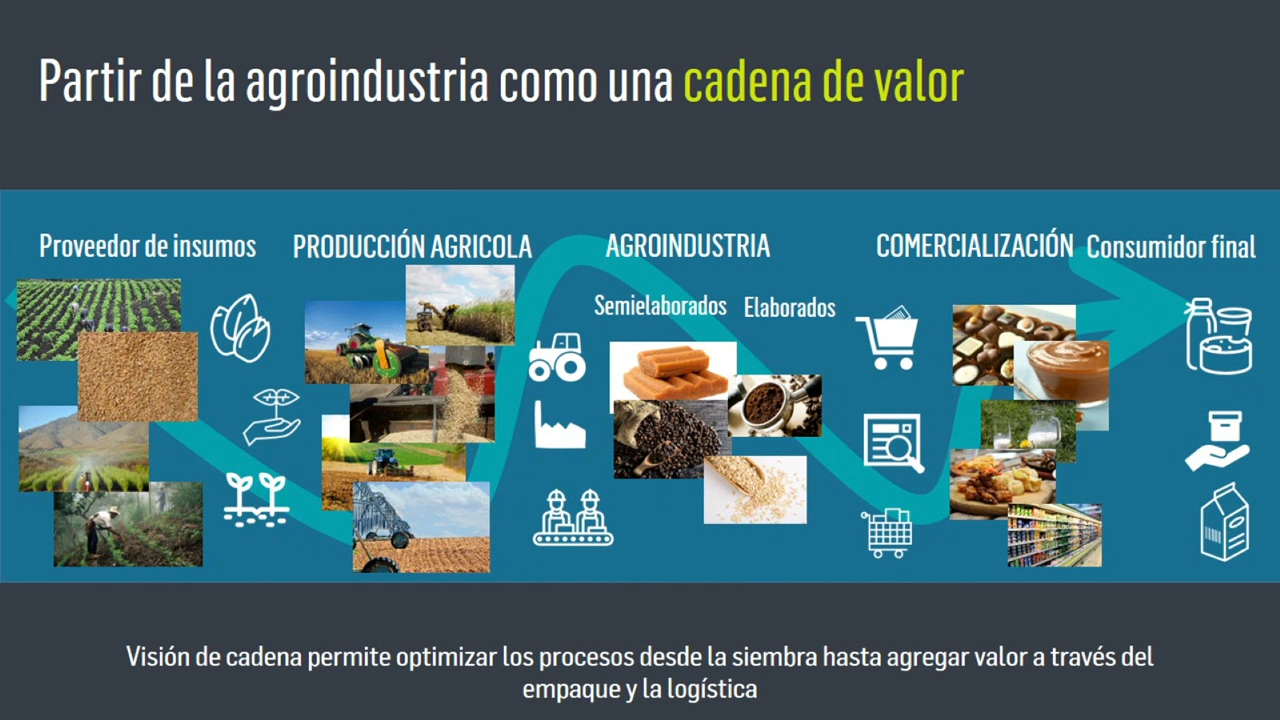 Partir de la agroindustria como una cadena de valor
Proveedor de insumos
PRODUCCIÓN AGRICOLA
AGROINDUSTRIA
COMERCIALIZACIÓN
Consumidor final
Semielaborados
Elaborados
Visión de cadena permite optimizar los procesos desde la siembra hasta agregar valor a través del
empaque y la logística